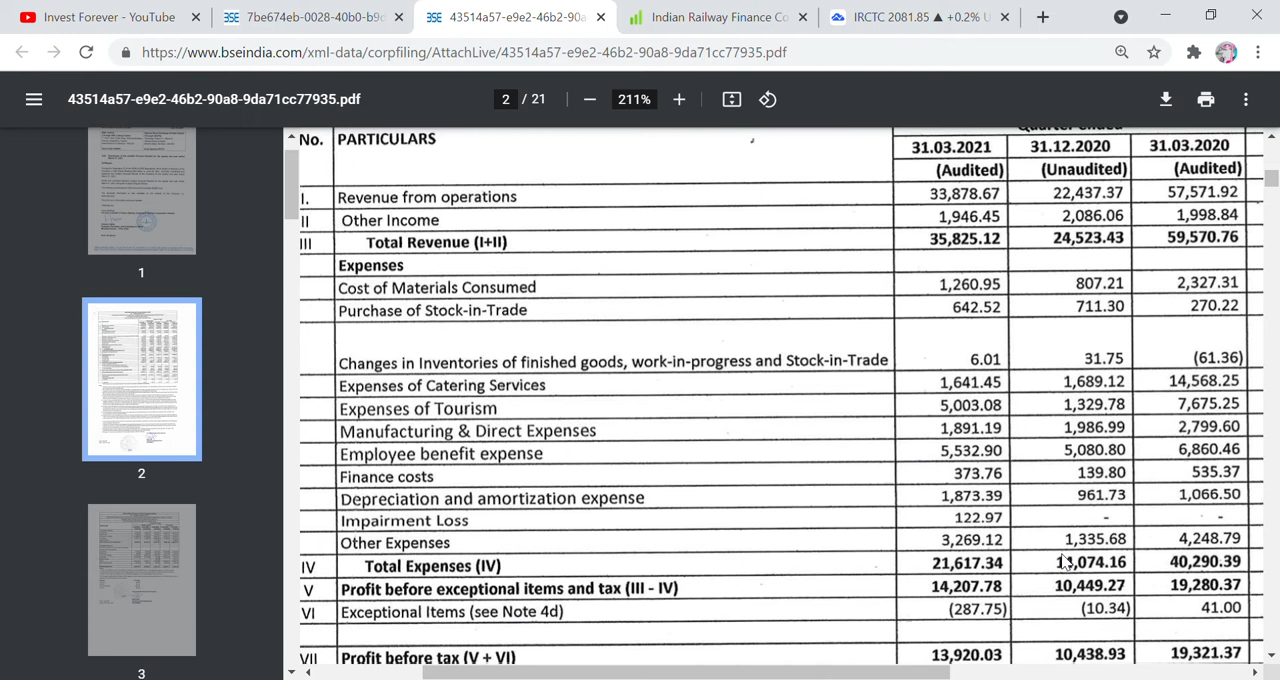 Invest Forever - YouTube
7be674eb-0028-40b0-b9
43514a57-e9e2-46b2-90a
Indian Railway Finance Co
IRCTC 2081.85 ▲ +0.2% U
https://www.bseindia.com/xml-data/corpfiling/AttachLive/43514a57-e9e2-46b2-90a8-9da71cc77935.pdf
43514a57-e9e2-46b2-90a8-9da71cc77935.pdf
2 / 21
211%
1
2
3
No. PARTICULARS 31.03.2021 31.12.2020 31.03.2020
(Audited) (Unaudited) (Audited)
I. Revenue from operations 33,878.67 22,437.37 57,571.92
II Other Income 1,946.45 2,086.06 1,998.84
III Total Revenue (I+II) 35,825.12 24,523.43 59,570.76
Expenses
Cost of Materials Consumed 1,260.95 807.21 2,327.31
Purchase of Stock-in-Trade 642.52 711.30 270.22
Changes in Inventories of finished goods, work-in-progress and Stock-in-Trade 6.01 31.75 (61.36)
Expenses of Catering Services 1,641.45 1,689.12 14,568.25
Expenses of Tourism 5,003.08 1,329.78 7,675.25
Manfacturing & Direct Expenses 1,891.19 1,986.99 2,799.60
Employee benefit expense 5,532.90 5,080.80 6,860.46
Finance costs 373.76 139.80 535.37
Depreciation and amortization expense 1,873.39 961.73 1,066.50
Impairment Loss 122.97 - -
Other Expenses 3,269.12 1,335.68 4,248.79
IV Total Expenses (IV) 21,617.34 40,290.39
V Profit before exceptional items and tax (III - IV) 14,207.78 10,449.27 19,280.37
VI Exceptional Items (see Note 4d) (287.75) (10.34) 41.00
VII Profit before tax (V + VI) 13,920.03 10,438.93 19,321.37